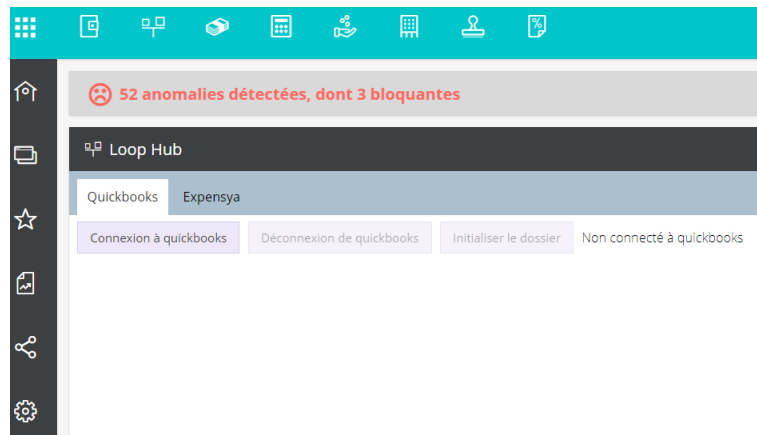 52 anomalies détectées, dont 3 bloquantes
Loop Hub
Quickbooks Expensya
Connexion à quickbooks Déconnexion de quickbooks Initialiser le dossier Non connecté à quickbooks